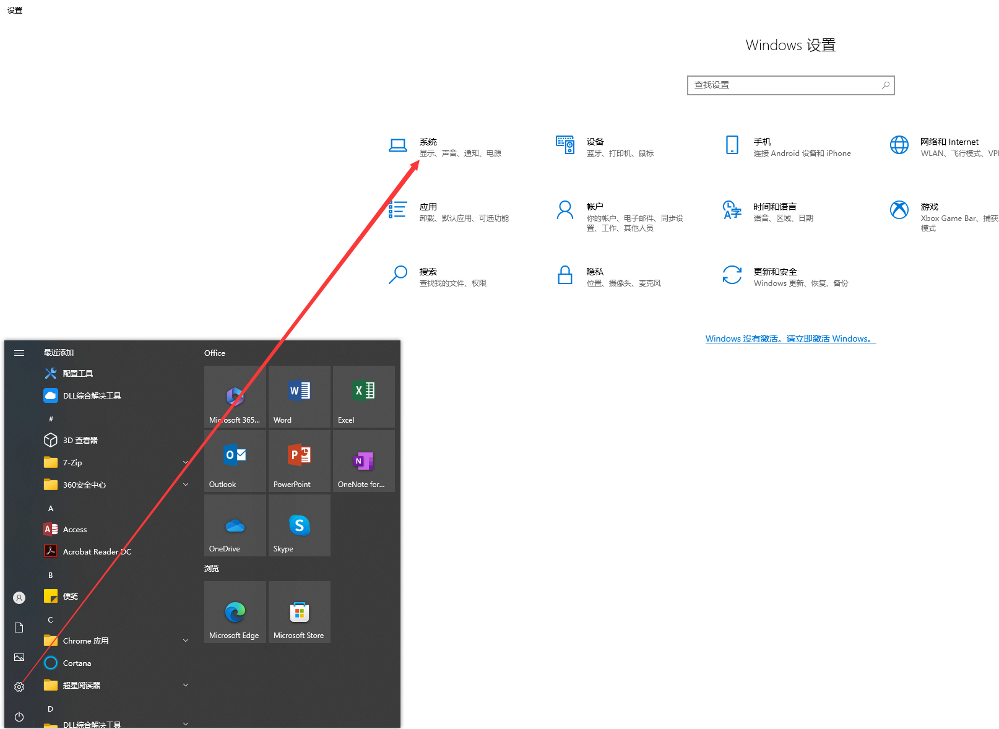 设置
Windows 设置
查找设置
系统
显示、声音、通知、电源
设备
蓝牙、打印机、鼠标
手机
连接 Android 设备和 iPhone
网络和 Internet
WLAN、飞行模式、VPI
应用
卸载、默认应用、可选功能
帐户
你的帐户、电子邮件、同步设
置、工作、其他人员
时间和语言
语音、区域、日期
游戏
Xbox Game Bar、捕获
模式
搜索
查找我的文件、权限
隐私
位置、摄像头、麦克风
更新和安全
Windows 更新、恢复、备份
Windows 没有激活。请立即激活 Windows。
最近添加
配置工具
DLL综合解决工具
#
3D 查看器
7-Zip
360安全中心
A
Access
Acrobat Reader DC
B
便笺
C
Chrome 应用
Cortana
超星阅读器
D
DLL综合解决工具
Office
Microsoft 365...
Word
Excel
Outlook
PowerPoint
OneNote for...
OneDrive
Skype
浏览
Microsoft Edge
Microsoft Store